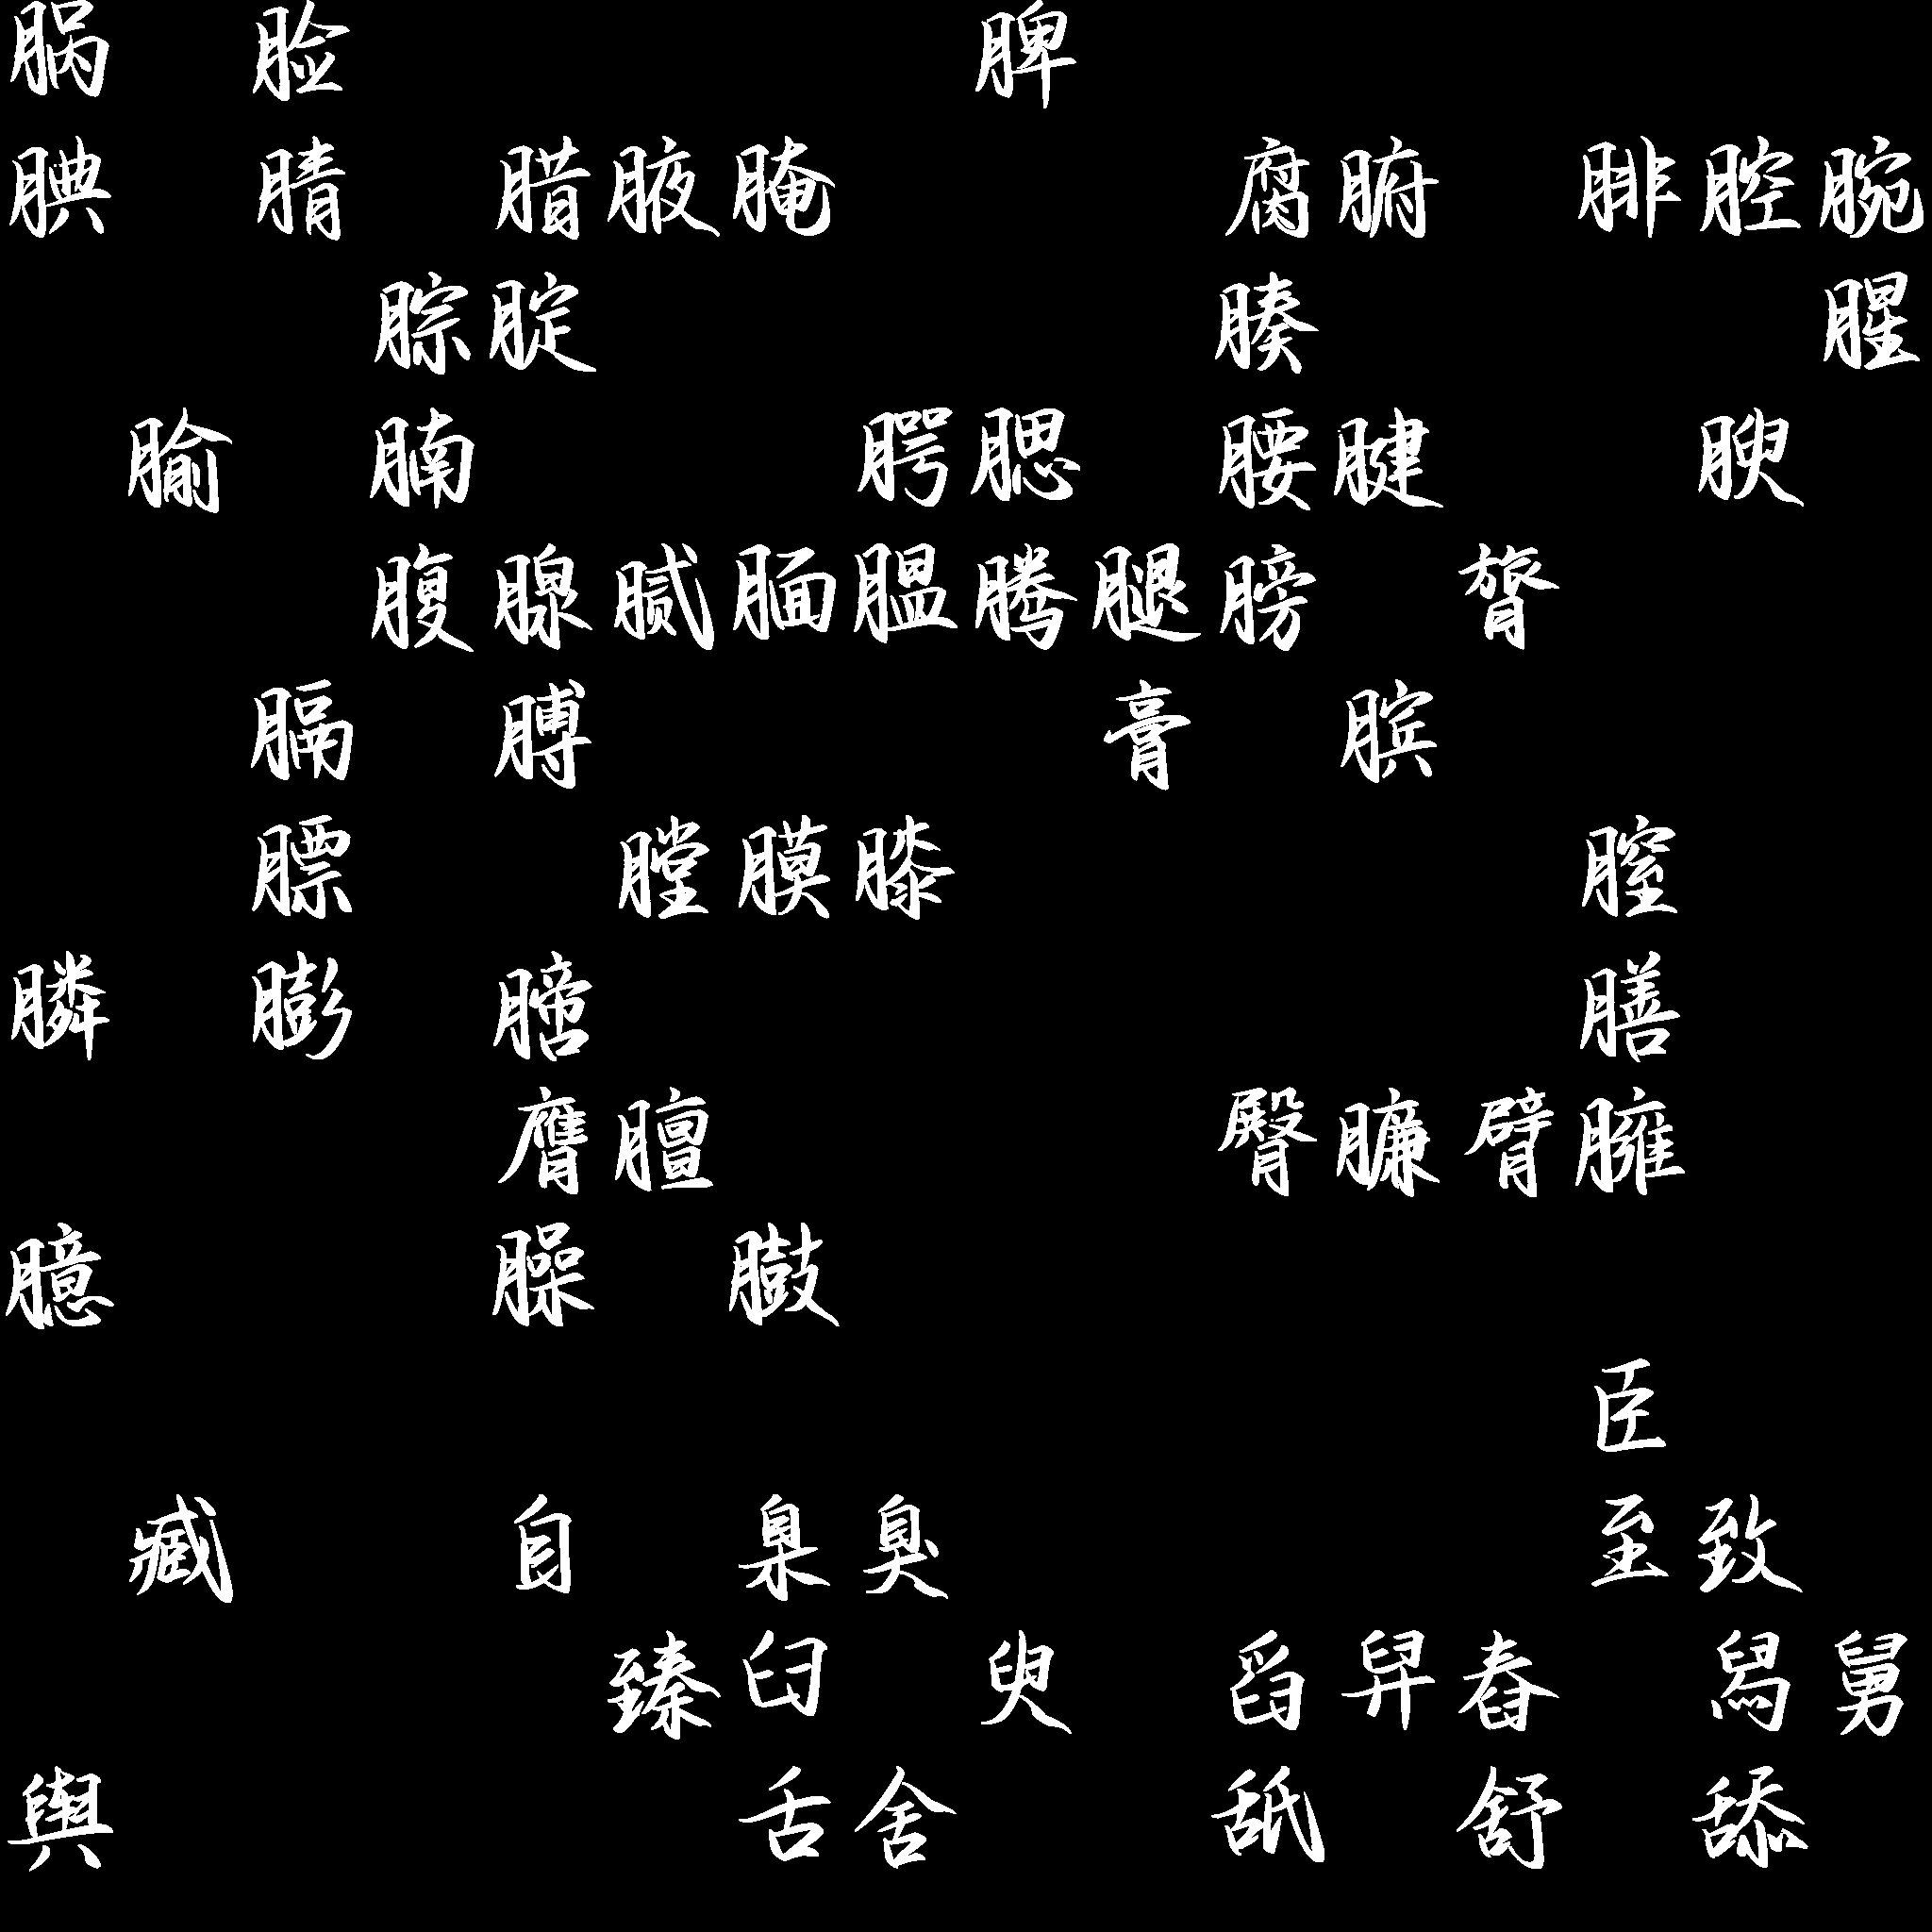 脶脸脾
腆腈腊腋腌腐腑腓腔腕
腙腚腠腥
腧腩腭腮腰腱腴
腹腺腻腼腽腾腿膀膂
膈膊膏膑
膘膛膜膝膣
膦膨膪膳
膺膻臀臁臂臃
臆臊臌
臣
臧自臬臭至致
臻臼臾舀舁舂舄舅
舆舌舍舐舒舔